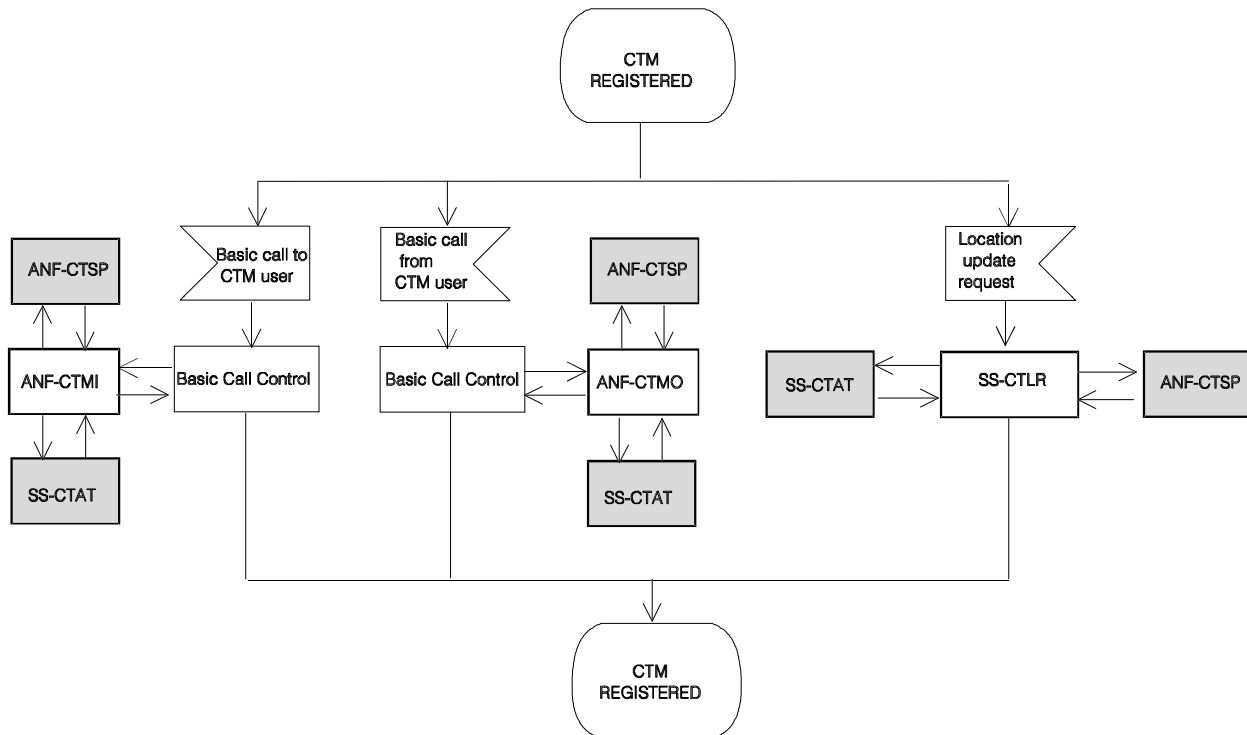 CTM
REGISTERED
Basic call to
CTM user
Basic call
from
CTM user
Location
update
request
ANF-CTSP
ANF-CTSP
ANF-CTMI
Basic Call Control
Basic Call Control
ANF-CTMO
SS-CTAT
SS-CTLR
ANF-CTSP
SS-CTAT
SS-CTAT
CTM
REGISTERED